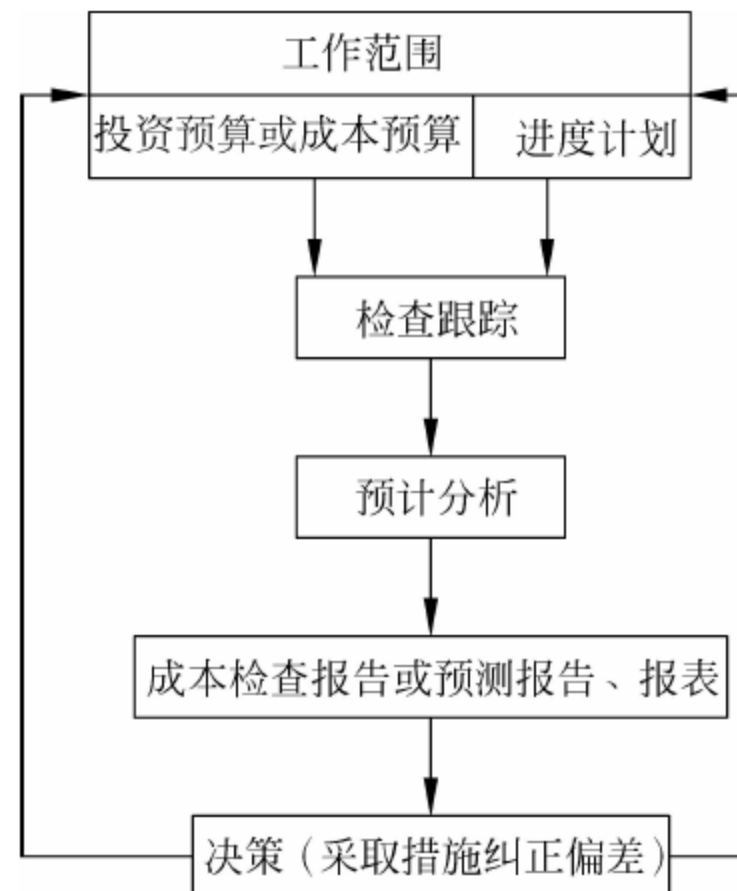 工作范围
投资预算或成本预算
进度计划
检查跟踪
预计分析
成本检查报告或预测报告、报表
决策（采取措施纠正偏差）